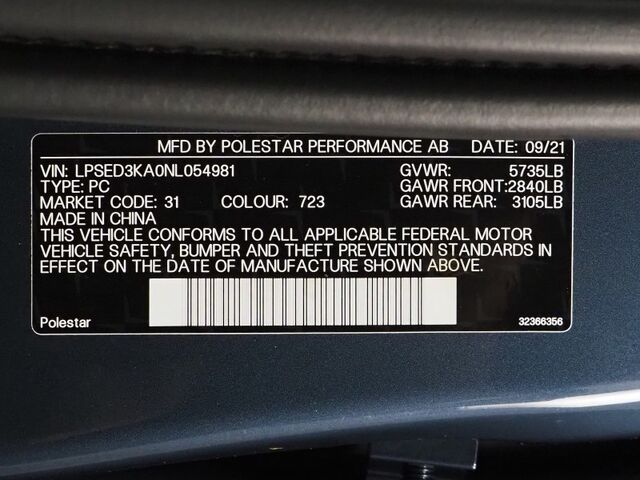 MFD BY POLESTAR PERFORMANCE AB DATE: 09/21
VIN: LPSED3KA0NL054981 GVWR: 5735LB
TYPE: PC GAWR FRONT:2840LB
MARKET CODE: 31 COLOUR: 723 GAWR REAR: 3105LB
MADE IN CHINA
THIS VEHICLE CONFORMS TO ALL APPLICABLE FEDERAL MOTOR
VEHICLE SAFETY, BUMPER AND THEFT PREVENTION STANDARDS IN
EFFECT ON THE DATE OF MANUFACTURE SHOWN ABOVE.
Polestar 32366356